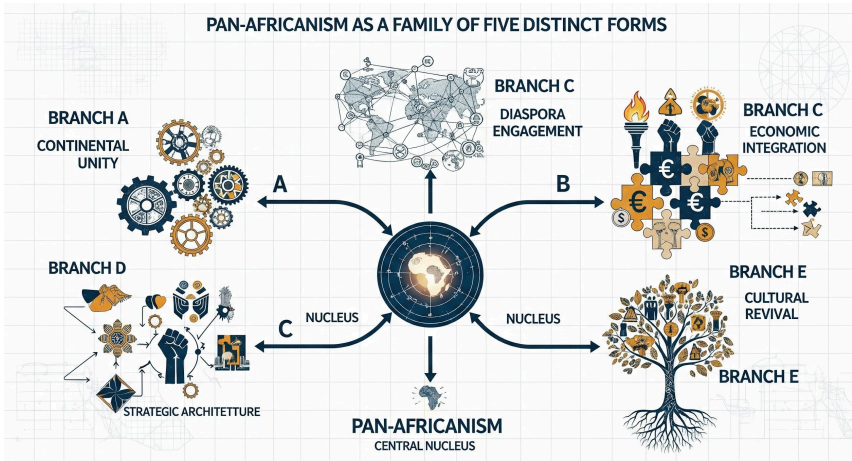 PAN-AFRICANISM AS A FAMILY OF FIVE DISTINCT FORMS
BRANCH A
CONTINENTAL
UNITY
A
BRANCH C
DIASPORA
ENGAGEMENT
B
BRANCH C
ECONOMIC
INTEGRATION
€
€
€
$
$
BRANCH D
STRATEGIC ARCHITETTURE
C
NUCLEUS
NUCLEUS
BRANCH E
CULTURAL
REVIVAL
BRANCH E
PAN-AFRICANISM
CENTRAL NUCLEUS